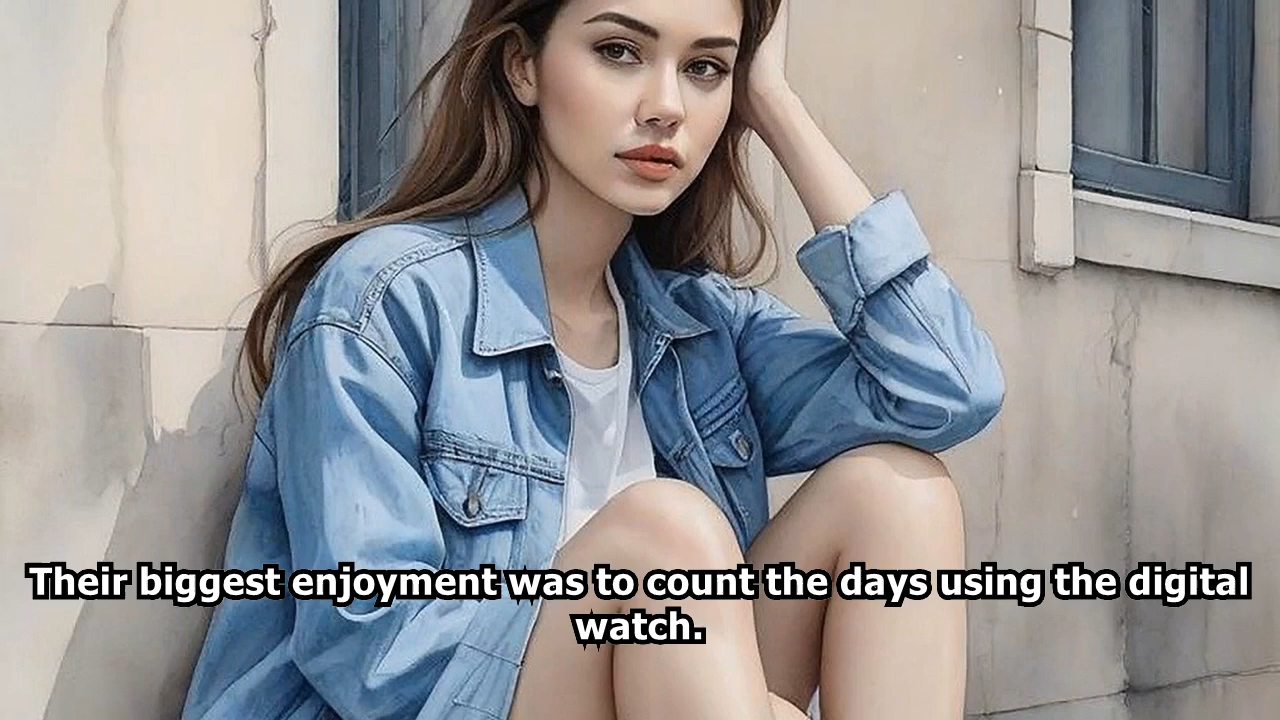 Their biggest enjoyment was to count the days using the digital
watch.